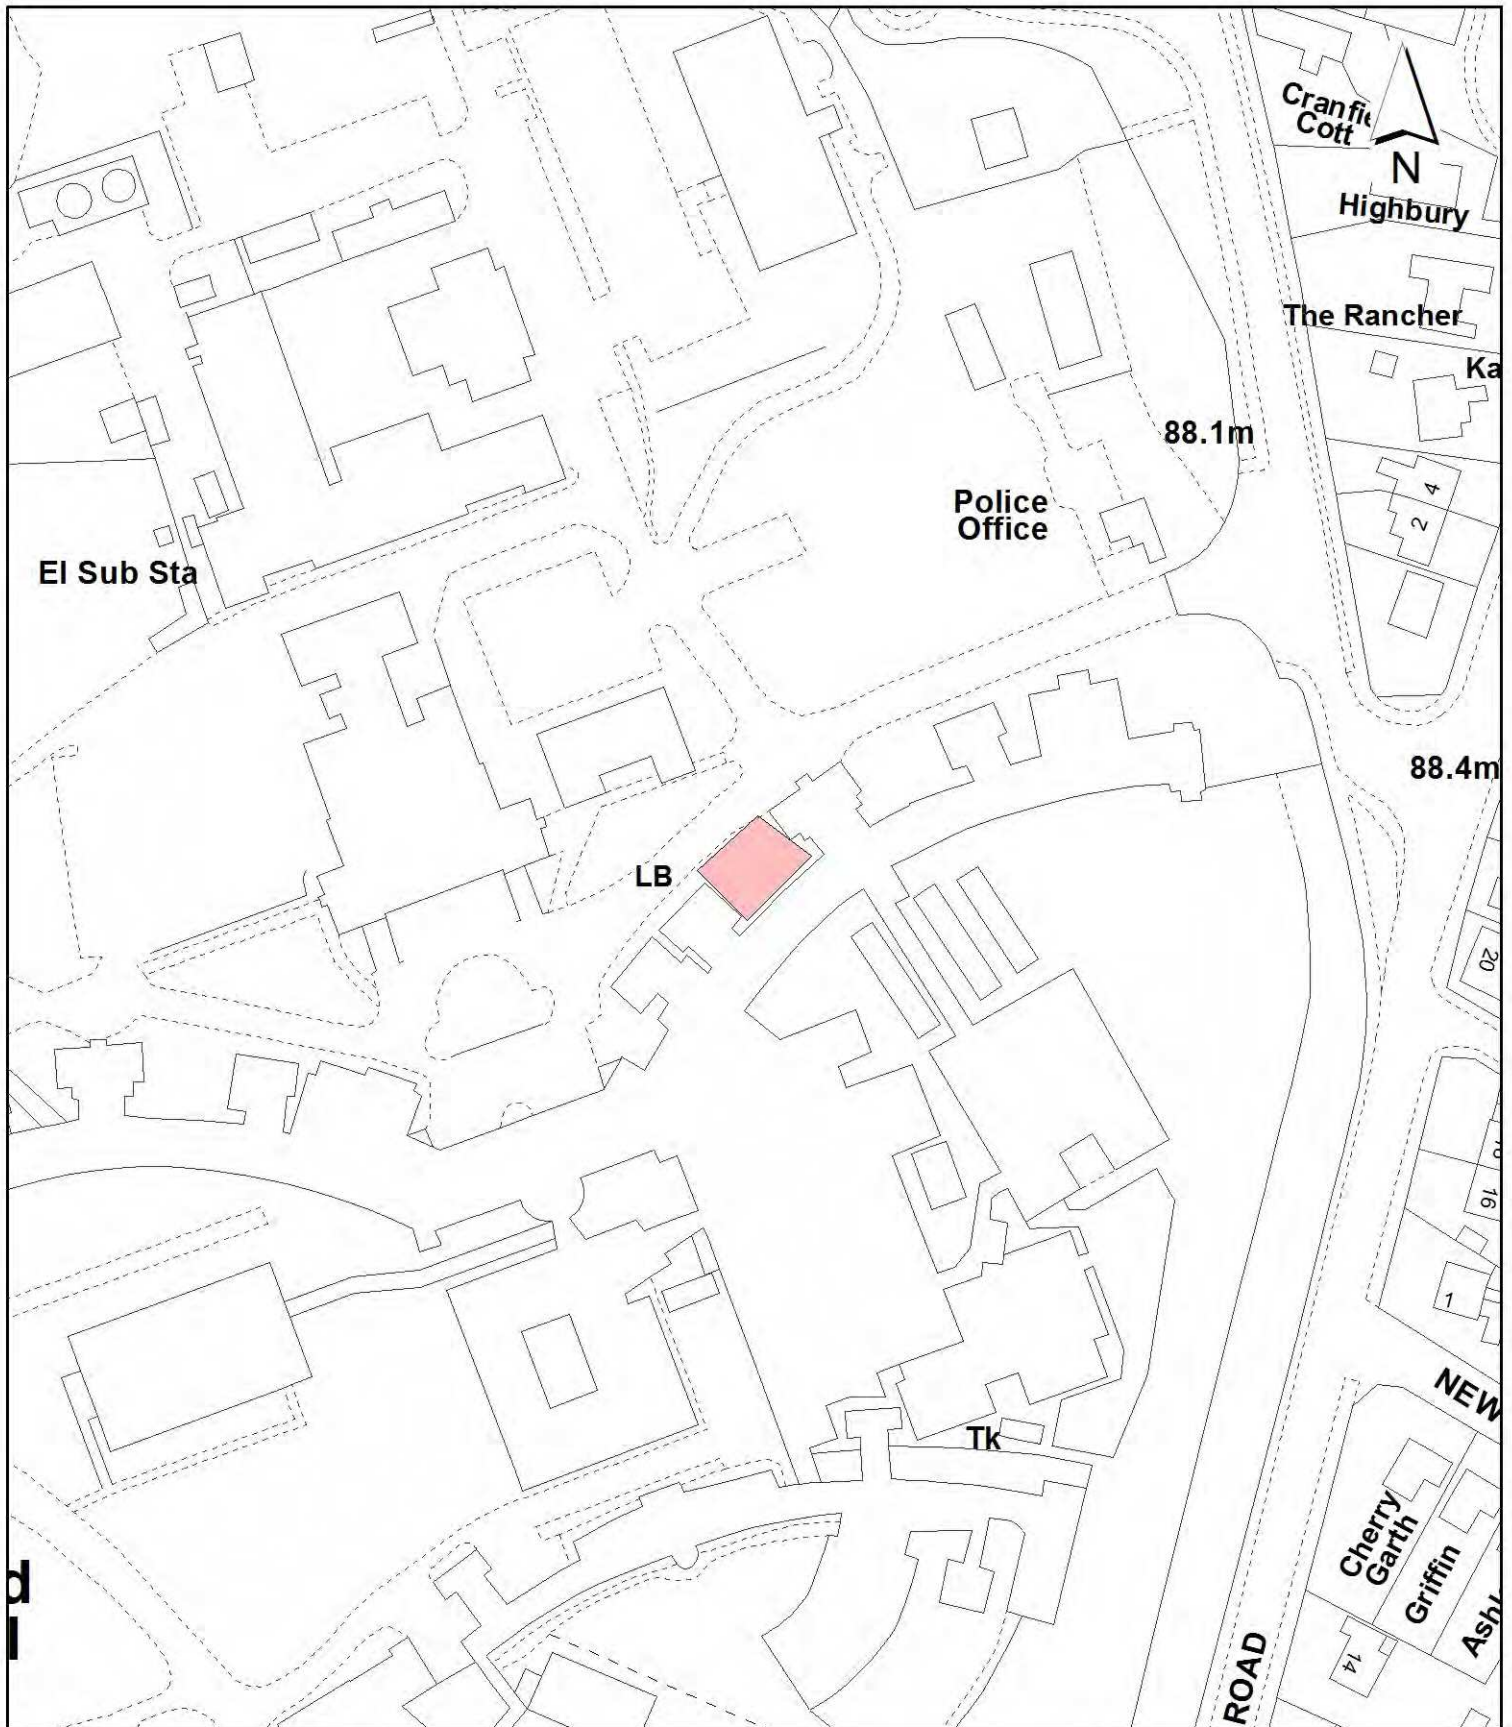 Cranfie
Cott
N
Highbury
The Rancher
Ka
88.1m
4
2
Police
Office
El Sub Sta
88.4m
LB
20
16
1
NEW
Tk
Cherry
Garth
Griffin
Ash
14
ROAD
d
l